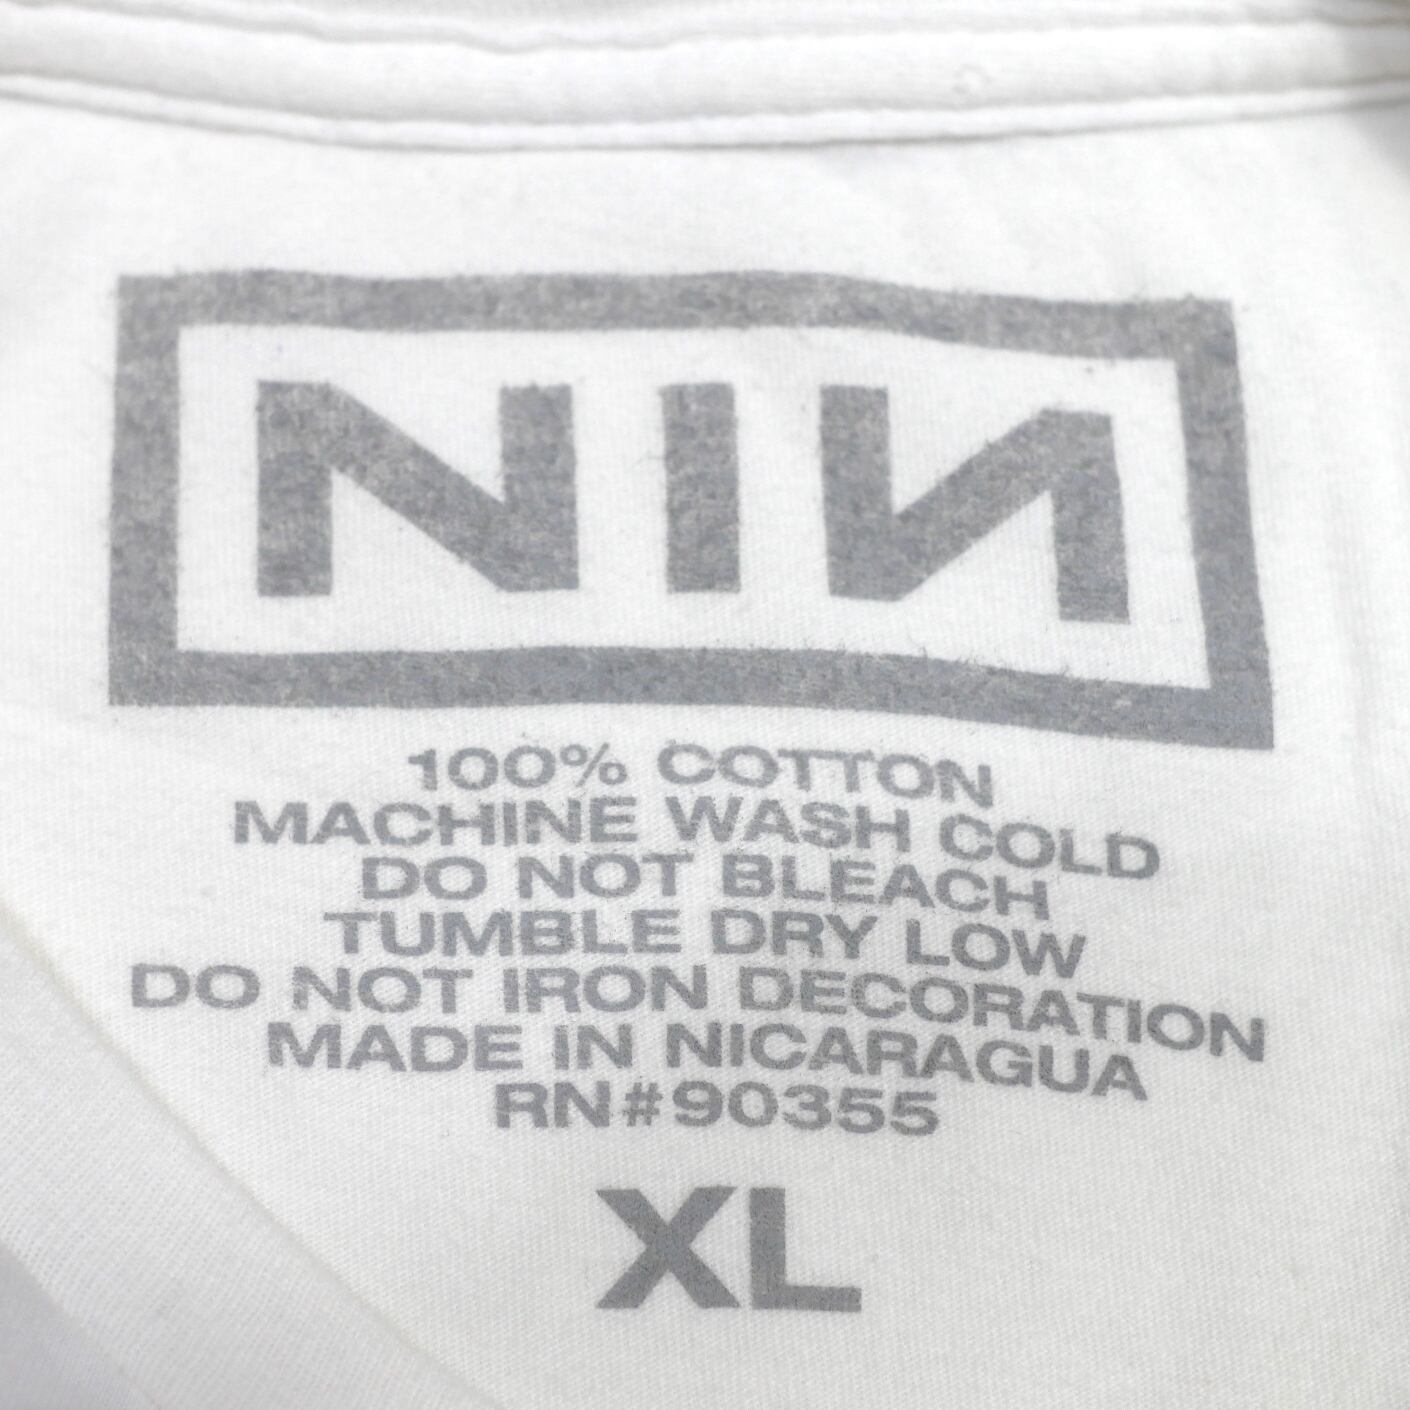 NIN
100% COTTON
MACHINE WASH COLD
DO NOT BLEACH
TUMBLE DRY LOW
DO NOT IRON DECORATION
MADE IN NICARAGUA
RN#90355
XL